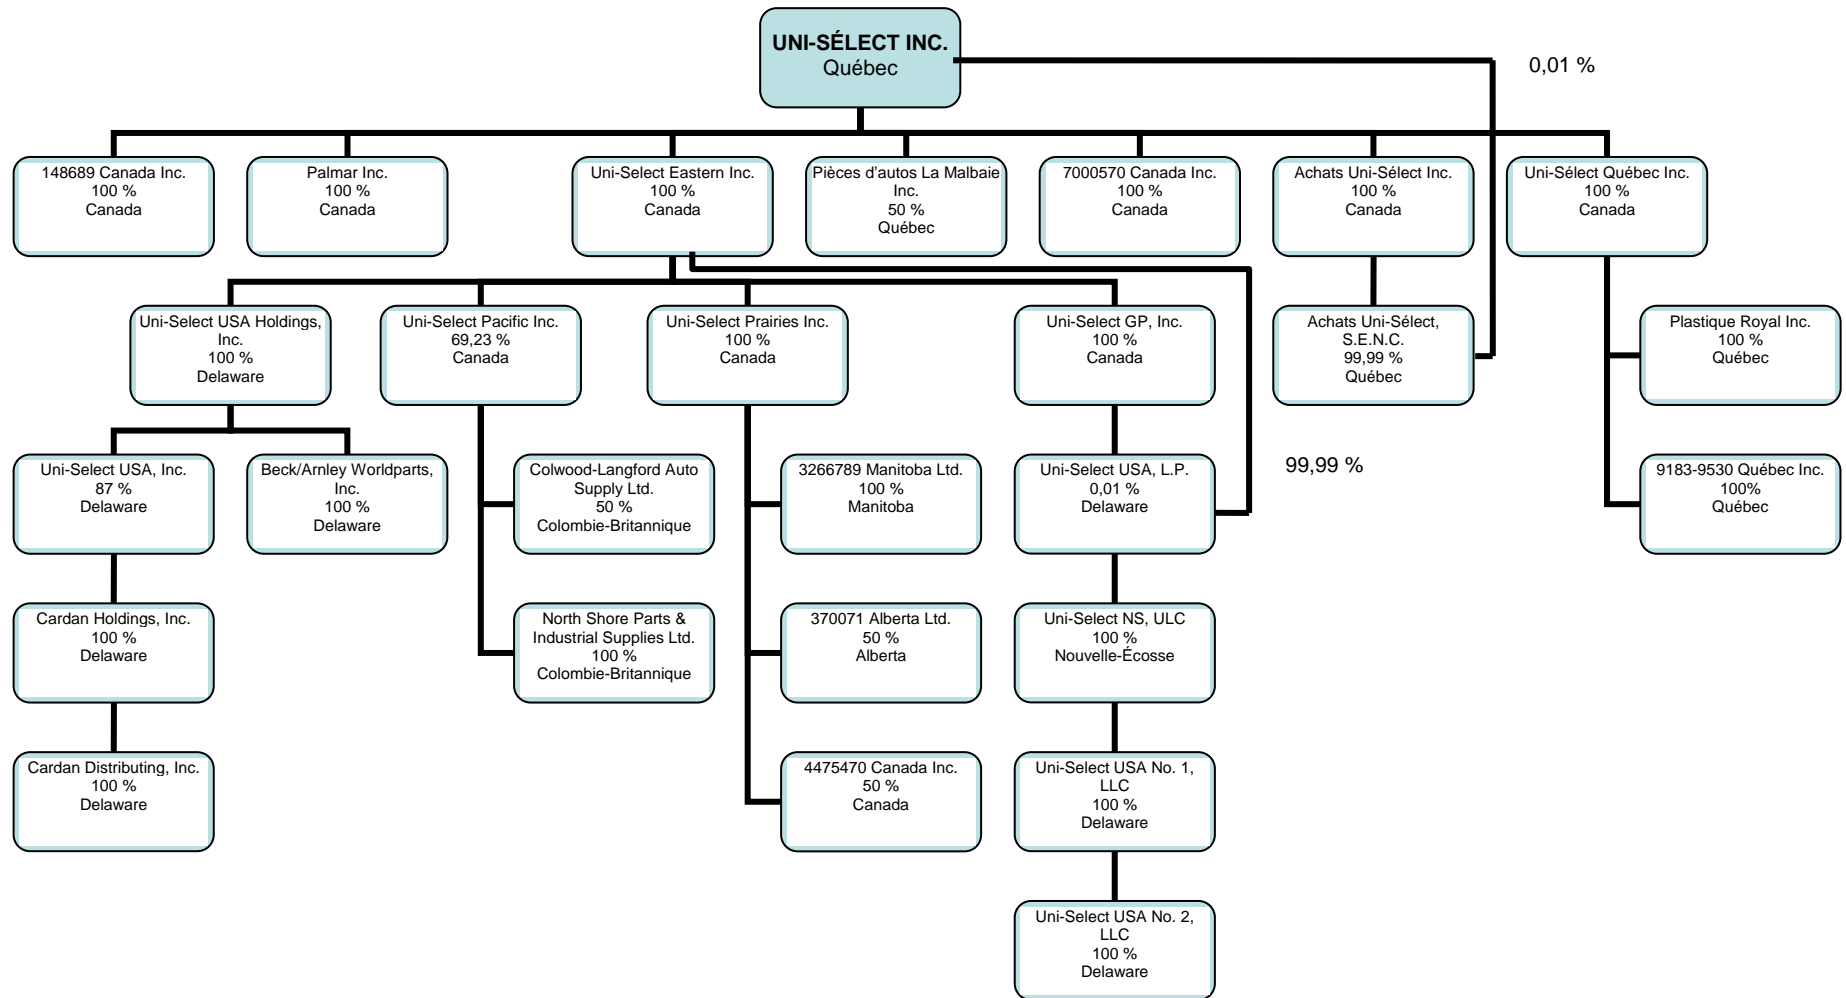 UNI-SÉLECT INC.
Québec
0,01 %
148689 Canada Inc.
100 %
Canada
Palmar Inc.
100 %
Canada
Uni-Select Eastern Inc.
100 %
Canada
Pièces d'autos La Malbaie
Inc.
50 %
Québec
7000570 Canada Inc.
100 %
Canada
Achats Uni-Sélect Inc.
100 %
Canada
Uni-Sélect Québec Inc.
100 %
Canada
Uni-Select USA Holdings,
Inc.
100 %
Delaware
Uni-Select Pacific Inc.
69,23 %
Canada
Uni-Select Prairies Inc.
100 %
Canada
Uni-Select GP, Inc.
100 %
Canada
Achats Uni-Sélect,
S.E.N.C.
99,99 %
Québec
Plastique Royal Inc.
100 %
Québec
Uni-Select USA, Inc.
87 %
Delaware
Beck/Arnley Worldparts,
Inc.
100 %
Delaware
Colwood-Langford Auto
Supply Ltd.
50 %
Colombie-Britannique
3266789 Manitoba Ltd.
100 %
Manitoba
Uni-Select USA, L.P.
0,01 %
Delaware
99,99 %
9183-9530 Québec Inc.
100%
Québec
Cardan Holdings, Inc.
100 %
Delaware
North Shore Parts &
Industrial Supplies Ltd.
100 %
Colombie-Britannique
370071 Alberta Ltd.
50 %
Alberta
Uni-Select NS, ULC
100 %
Nouvelle-Écosse
Cardan Distributing, Inc.
100 %
Delaware
4475470 Canada Inc.
50 %
Canada
Uni-Select USA No. 1,
LLC
100 %
Delaware
Uni-Select USA No. 2,
LLC
100 %
Delaware